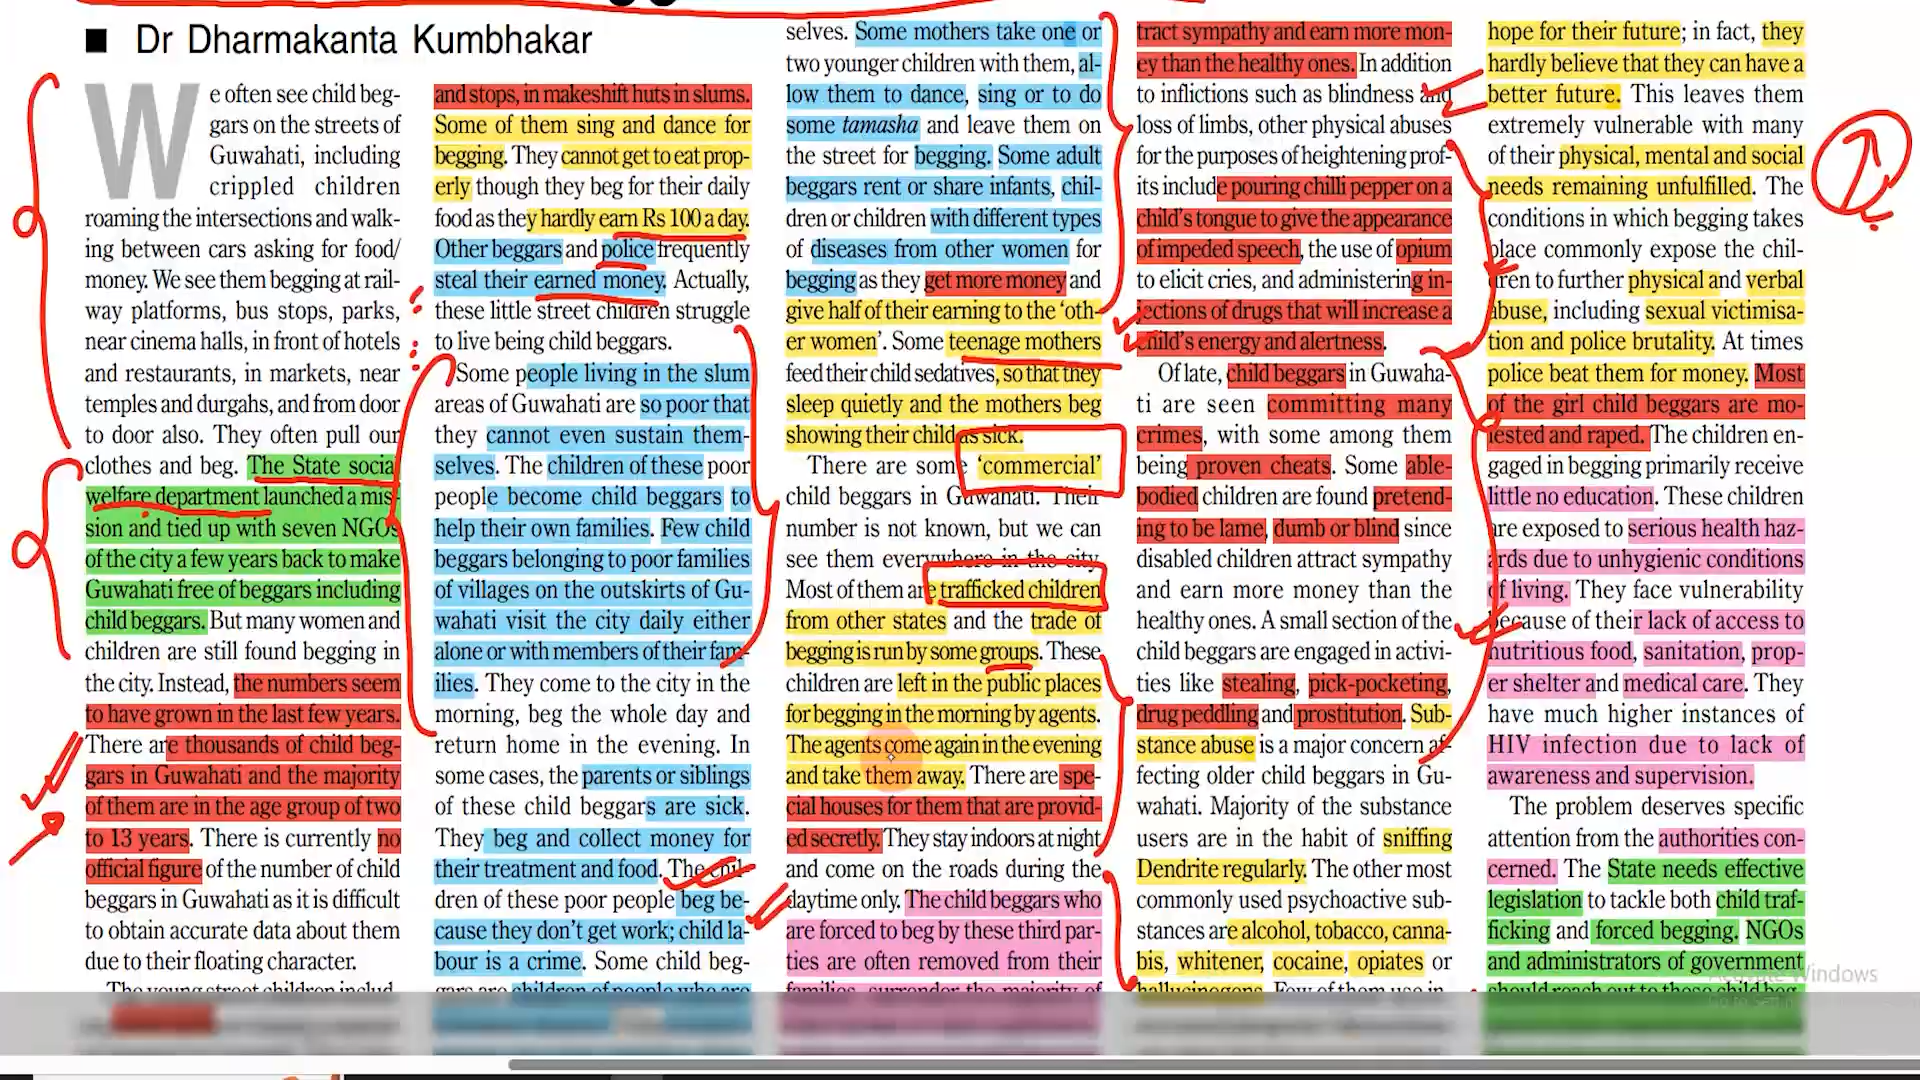 ■ Dr Dharmakanta Kumbhakar
We often see child beg-
gars on the streets of
Guwahati, including
crippled children
roaming the intersections and walk-
ing between cars asking for food/
money. We see them begging at rail-
way platforms, bus stops, parks,
near cinema halls, in front of hotels
and restaurants, in markets, near
temples and durgahs, and from door
to door also. They often pull our
clothes and beg. The State social
welfare department launched a mis-
sion and tied up with seven NGOs
of the city a few years back to make
Guwahati free of beggars including
child beggars. But many women and
children are still found begging in
the city. Instead, the numbers seem
to have grown in the last few years.
There are thousands of child beg-
gars in Guwahati and the majority
of them are in the age group of two
to 13 years. There is currently no
official figure of the number of child
beggars in Guwahati as it is difficult
to obtain accurate data about them
due to their floating character.
The young street children includ-
and stops, in makeshift huts in slums.
Some of them sing and dance for
begging. They cannot get to eat prop-
erly though they beg for their daily
food as they hardly earn Rs 100 a day.
Other beggars and police frequently
steal their earned money. Actually,
these little street children struggle
to live being child beggars.
Some people living in the slum
areas of Guwahati are so poor that
they cannot even sustain them-
selves. The children of these poor
people become child beggars to
help their own families. Few child
beggars belonging to poor families
of villages on the outskirts of Gu-
wahati visit the city daily either
alone or with members of their fam-
ilies. They come to the city in the
morning, beg the whole day and
return home in the evening. In
some cases, the parents or siblings
of these child beggars are sick.
They beg and collect money for
their treatment and food. The chil-
dren of these poor people beg be-
cause they don't get work; child la-
bour is a crime. Some child beg-
gars are children of people who are
selves. Some mothers take one or
two younger children with them, al-
low them to dance, sing or to do
some tamasha and leave them on
the street for begging. Some adult
beggars rent or share infants, chil-
dren or children with different types
of diseases from other women for
begging as they get more money and
give half of their earning to the 'oth-
er women'. Some teenage mothers
feed their child sedatives, so that they
sleep quietly and the mothers beg
showing their child as sick.
There are some 'commercial'
child beggars in Guwahati. Their
number is not known, but we can
see them everywhere in the city.
Most of them are trafficked children
from other states and the trade of
begging is run by some groups. These
children are left in the public places
for begging in the morning by agents.
The agents come again in the evening
and take them away. There are spe-
cial houses for them that are provid-
ed secretly. They stay indoors at night
and come on the roads during the
daytime only. The child beggars who
are forced to beg by these third par-
ties are often removed from their
families, surrender the majority of
tract sympathy and earn more mon-
ey than the healthy ones. In addition
to inflictions such as blindness and
loss of limbs, other physical abuses
for the purposes of heightening prof-
its include pouring chilli pepper on a
child's tongue to give the appearance
of impeded speech, the use of opium
to elicit cries, and administering in-
jections of drugs that will increase a
child's energy and alertness.
Of late, child beggars in Guwaha-
ti are seen committing many
crimes, with some among them
being proven cheats. Some able-
bodied children are found pretend-
ing to be lame, dumb or blind since
disabled children attract sympathy
and earn more money than the
healthy ones. A small section of the
child beggars are engaged in activi-
ties like stealing, pick-pocketing,
drug peddling and prostitution. Sub-
stance abuse is a major concern af-
fecting older child beggars in Gu-
wahati. Majority of the substance
users are in the habit of sniffing
Dendrite regularly. The other most
commonly used psychoactive sub-
stances are alcohol, tobacco, canna-
bis, whitener, cocaine, opiates or
hallucinogens. Few of them use in-
hope for their future; in fact, they
hardly believe that they can have a
better future. This leaves them
extremely vulnerable with many
of their physical, mental and social
needs remaining unfulfilled. The
conditions in which begging takes
place commonly expose the chil-
dren to further physical and verbal
abuse, including sexual victimisa-
tion and police brutality. At times
police beat them for money. Most
of the girl child beggars are mo-
lested and raped. The children en-
gaged in begging primarily receive
little no education. These children
are exposed to serious health haz-
ards due to unhygienic conditions
of living. They face vulnerability
because of their lack of access to
nutritious food, sanitation, prop-
er shelter and medical care. They
have much higher instances of
HIV infection due to lack of
awareness and supervision.
The problem deserves specific
attention from the authorities con-
cerned. The State needs effective
legislation to tackle both child traf-
ficking and forced begging. NGOs
and administrators of government
should reach out to these child beg-
Activate Windows